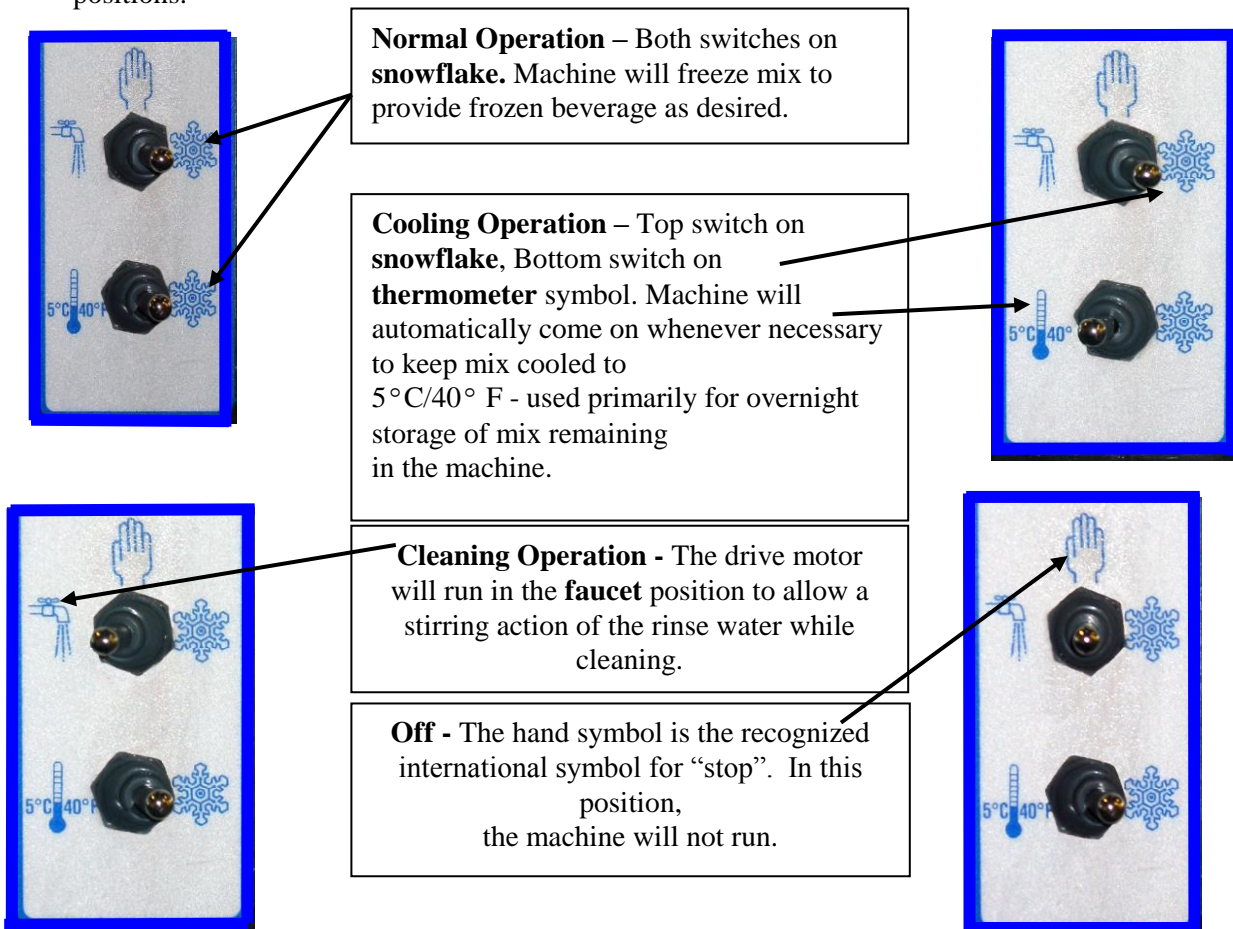 positions.
Normal Operation – Both switches on
snowflake. Machine will freeze mix to
provide frozen beverage as desired.
5°C 40°F
Cooling Operation – Top switch on
snowflake, Bottom switch on
thermometer symbol. Machine will
automatically come on whenever necessary
to keep mix cooled to
5°C/40° F - used primarily for overnight
storage of mix remaining
in the machine.
5°C 40°
Cleaning Operation - The drive motor
will run in the faucet position to allow a
stirring action of the rinse water while
cleaning.
5°C 40°F
Off - The hand symbol is the recognized
international symbol for “stop”. In this
position,
the machine will not run.
5°C 40°F